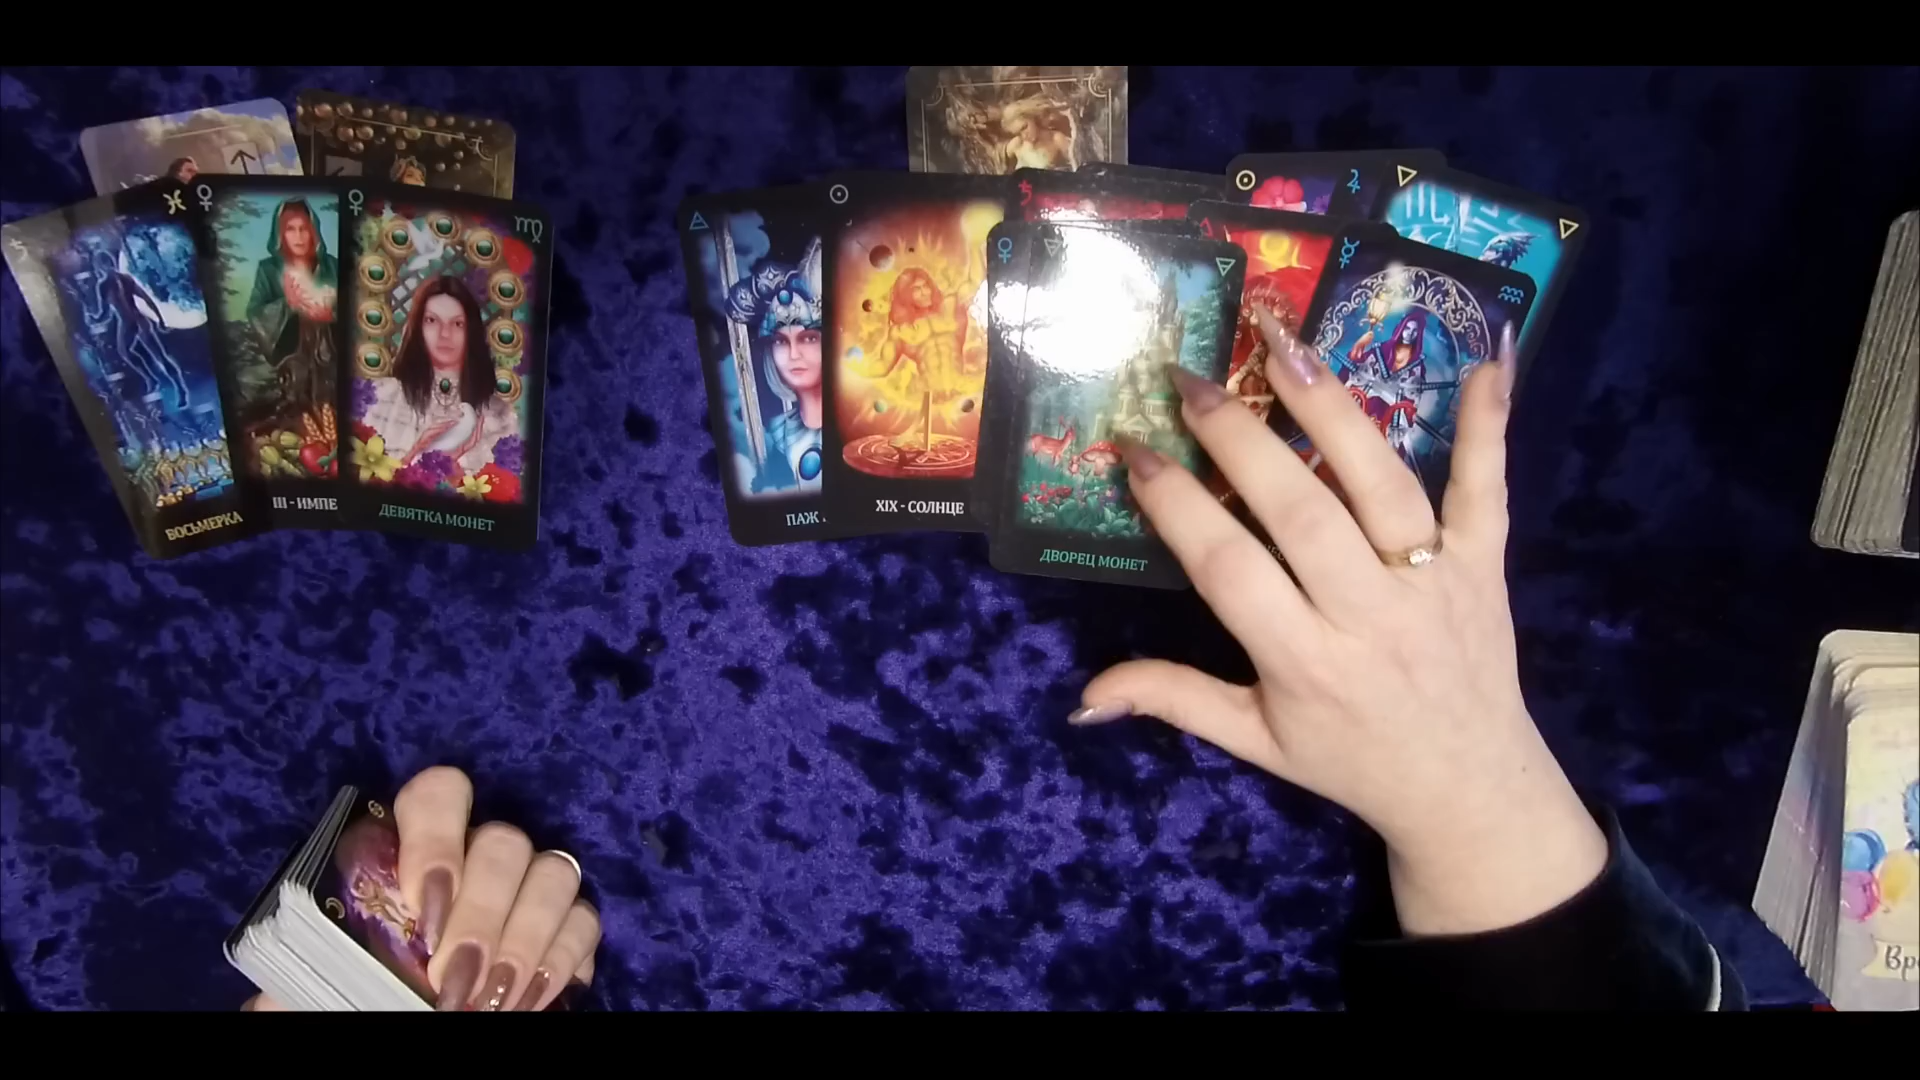 ВОСЬМЕРКА
III - ИМПЕ
ДЕВЯТКА МОНЕТ
ПАЖ
XIX - СОЛНЦЕ
ДВОРЕЦ МОНЕТ
Вр